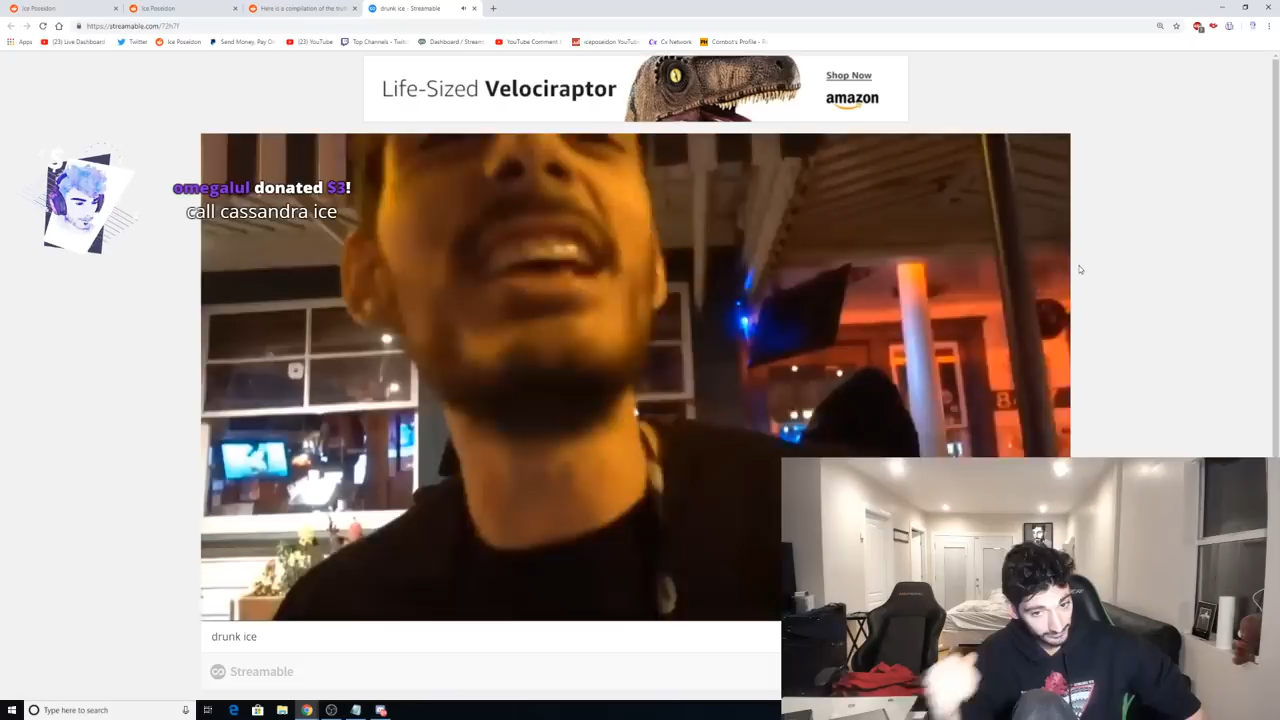 Ice Poseidon
Ice Poseidon
Here is a compilation of the truth
drunk ice - Streamable
https://streamable.com/72h7f
Apps
(23) Live Dashboard
Twitter
Ice Poseidon
Send Money, Pay O
(23) YouTube
Top Channels - Twitc
Dashboard / Stream
YouTube Comment
iceposeidon YouTub
Cx Network
Combot's Profile - P
Life-Sized Velociraptor
Shop Now
amazon
omegalul donated $3!
call cassandra ice
drunk ice
Streamable
Type here to search